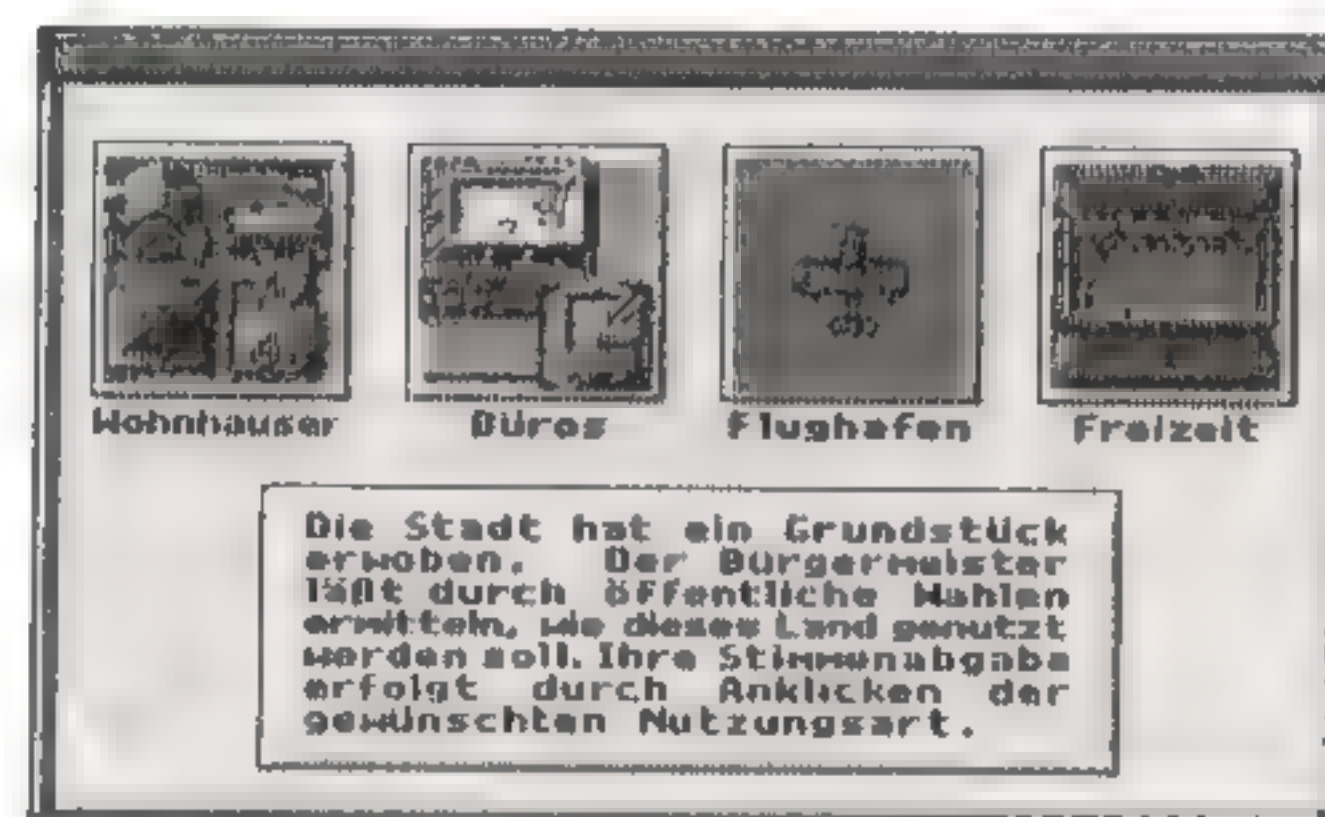 Wohnhäuser Büros Flughafen Freizeit
Die Stadt hat ein Grundstück
erwoben. Der Bürgermeister
läßt durch öffentliche Wahlen
ermitteln, wie dieses Land genutzt
werden soll. Ihre Stimmenabgabe
erfolgt durch Anklicken der
gewünschten Nutzungsart.